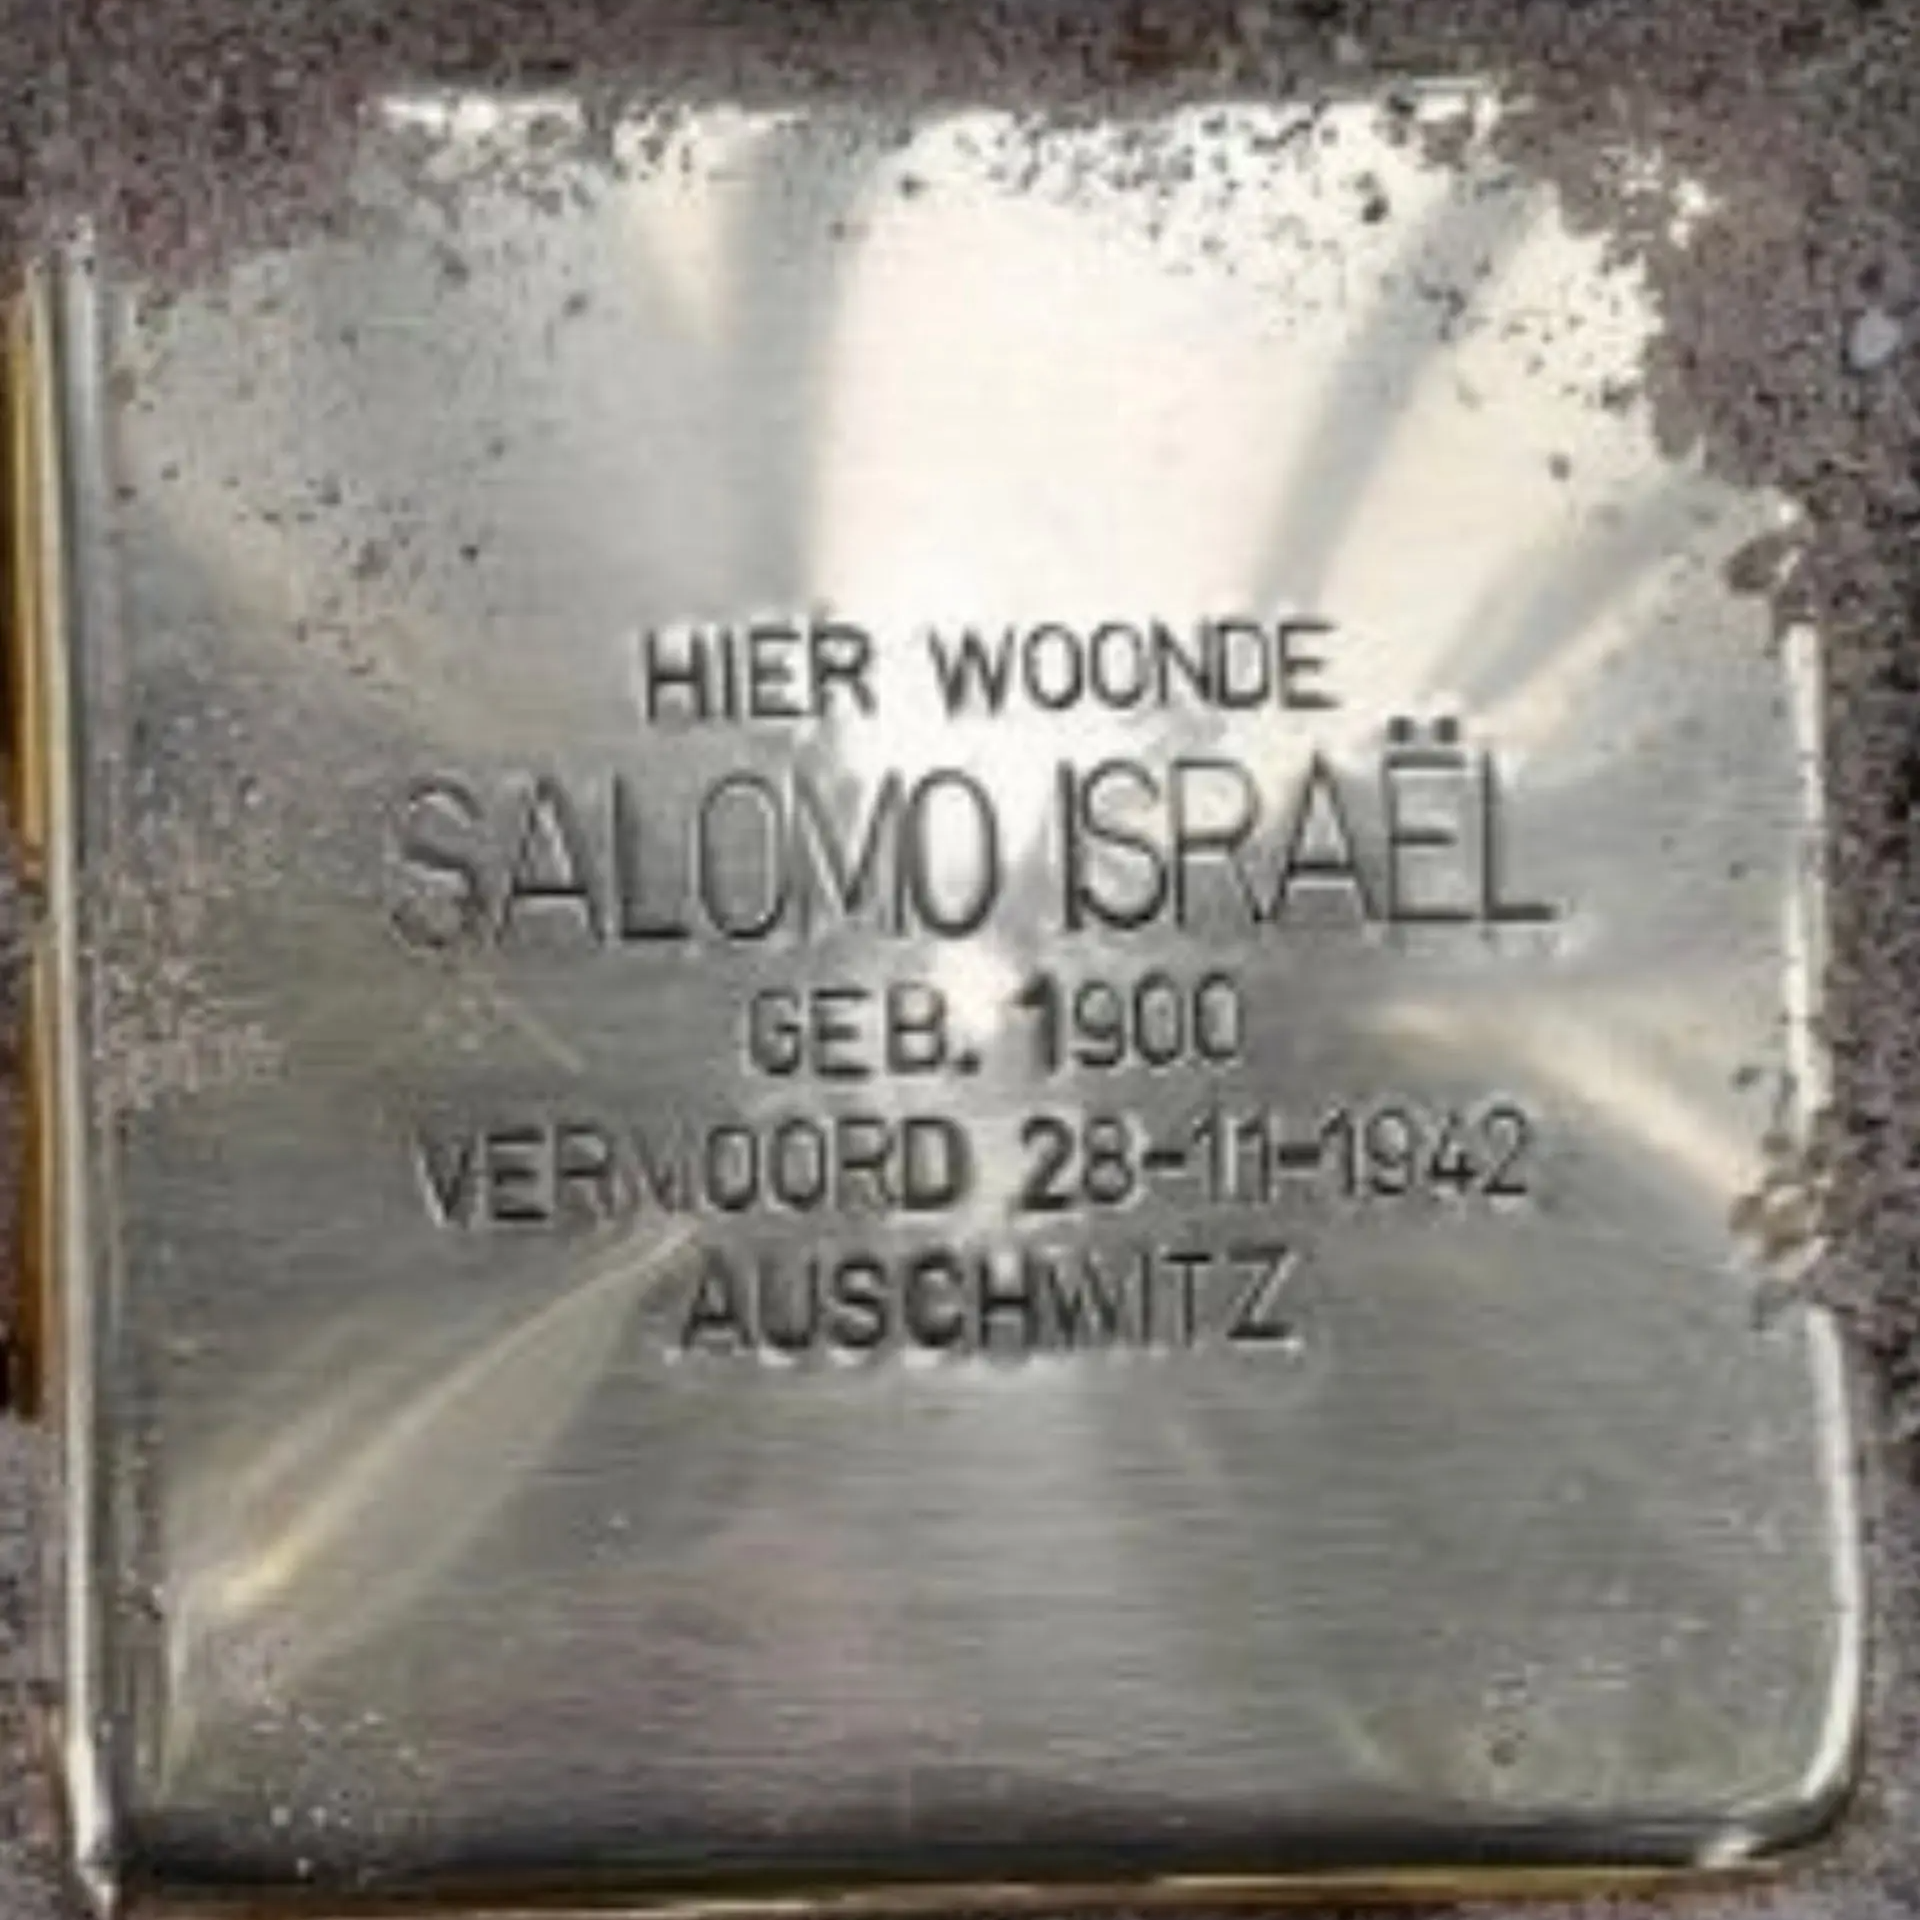 HIER WOONDE
SALOMO ISRAËL
GEB. 1900
VERMOORD 28-11-1942
AUSCHWITZ